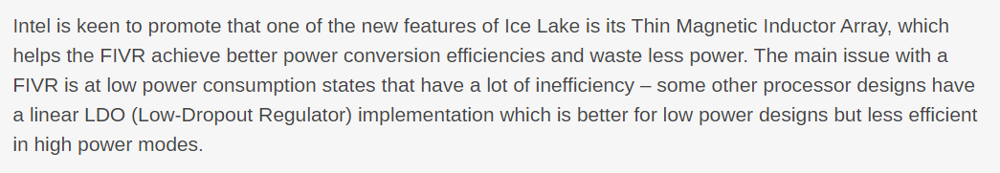 Intel is keen to promote that one of the new features of Ice Lake is its Thin Magnetic Inductor Array, which
helps the FIVR achieve better power conversion efficiencies and waste less power. The main issue with a
FIVR is at low power consumption states that have a lot of inefficiency – some other processor designs have
a linear LDO (Low-Dropout Regulator) implementation which is better for low power designs but less efficient
in high power modes.